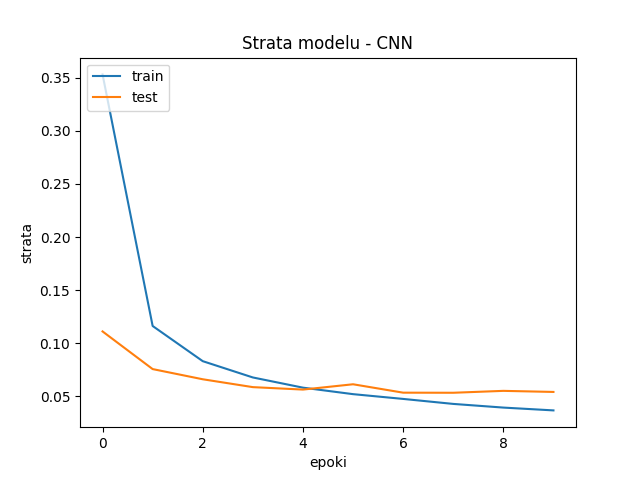 Strata modelu - CNN
train
test
0.35
0.30
0.25
0.20
0.15
0.10
0.05
strata
0 2 4 6 8
epoki